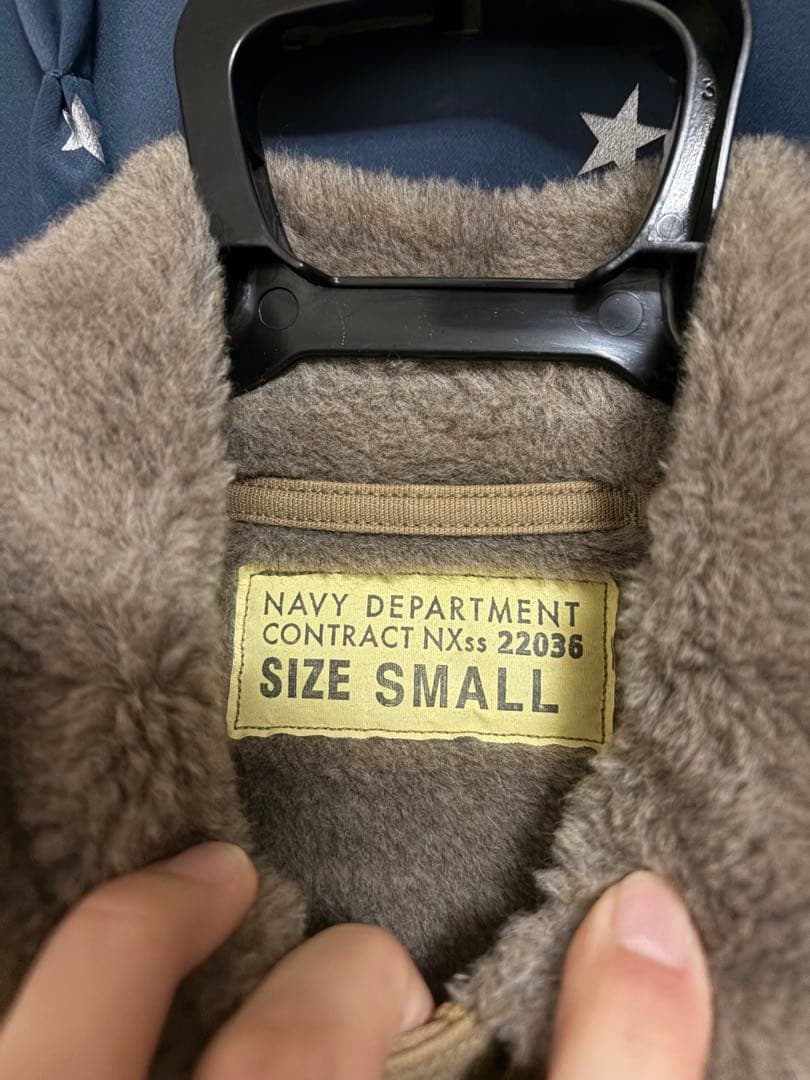 NAVY DEPARTMENT
CONTRACT NXss 22036
SIZE SMALL